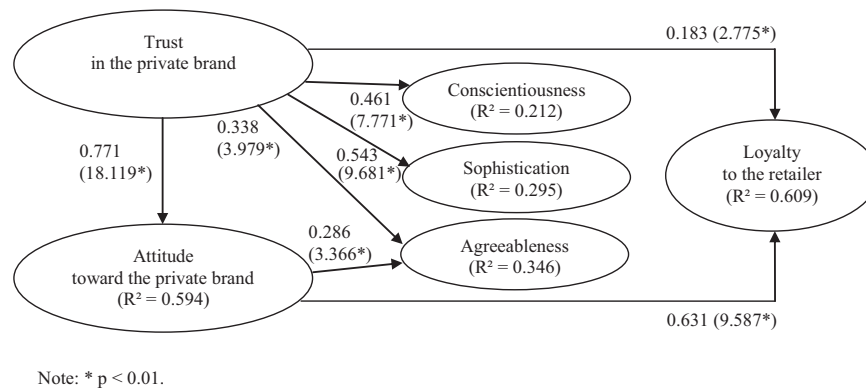 Trust
in the private brand
0.183 (2.775*)
Conscientiousness
(R² = 0.212)
0.461
(7.771*)
0.338
(3.979*)
0.771
(18.119*)
0.543
(9.681*)
Sophistication
(R² = 0.295)
Loyalty
to the retailer
(R² = 0.609)
0.286
(3.366*)
Agreeableness
(R² = 0.346)
Attitude
toward the private brand
(R² = 0.594)
0.631 (9.587*)
Note: * p < 0.01.